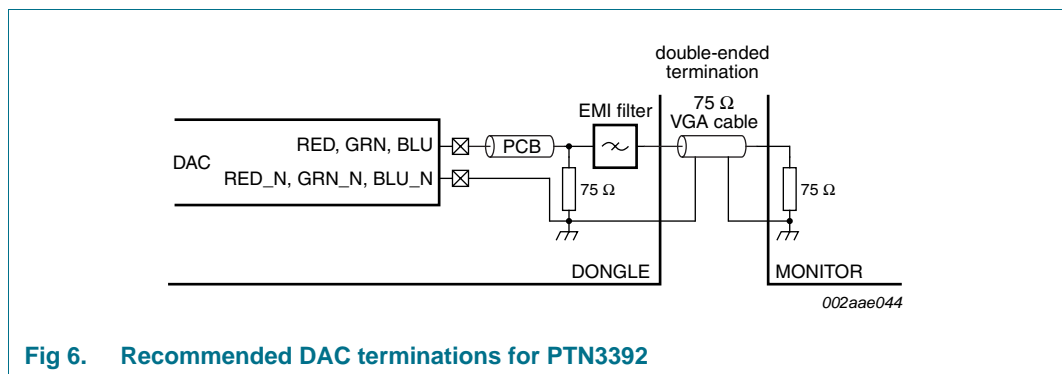 double-ended
termination
EMI filter
75 Ω
VGA cable
RED, GRN, BLU
PCB
DAC
RED_N, GRN_N, BLU_N
75 Ω
75 Ω
DONGLE
MONITOR
002aae044
Fig 6. Recommended DAC terminations for PTN3392